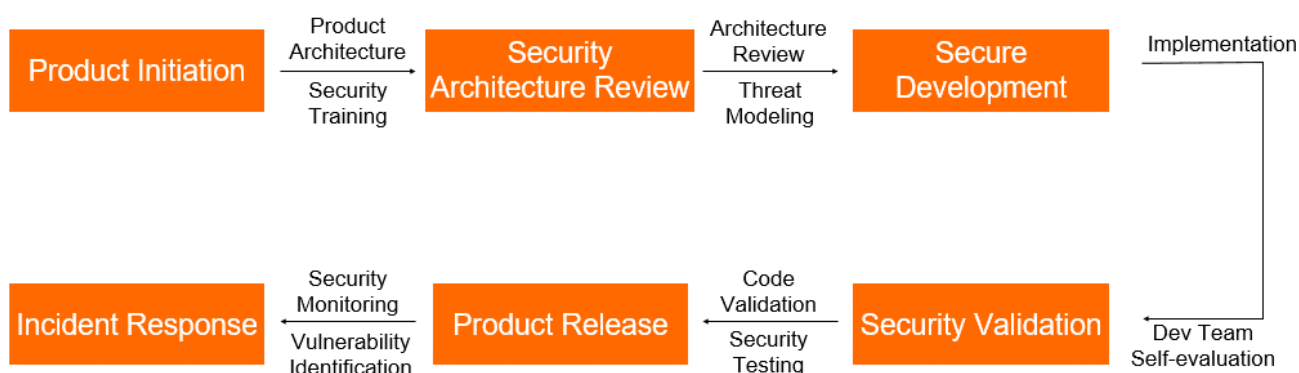 Product Initiation
Product
Architecture
Security
Training
Security
Architecture Review
Architecture
Review
Threat
Modeling
Secure
Development
Implementation
Dev Team
Self-evaluation
Security Validation
Code
Validation
Security
Testing
Product Release
Security
Monitoring
Vulnerability
Identification
Incident Response